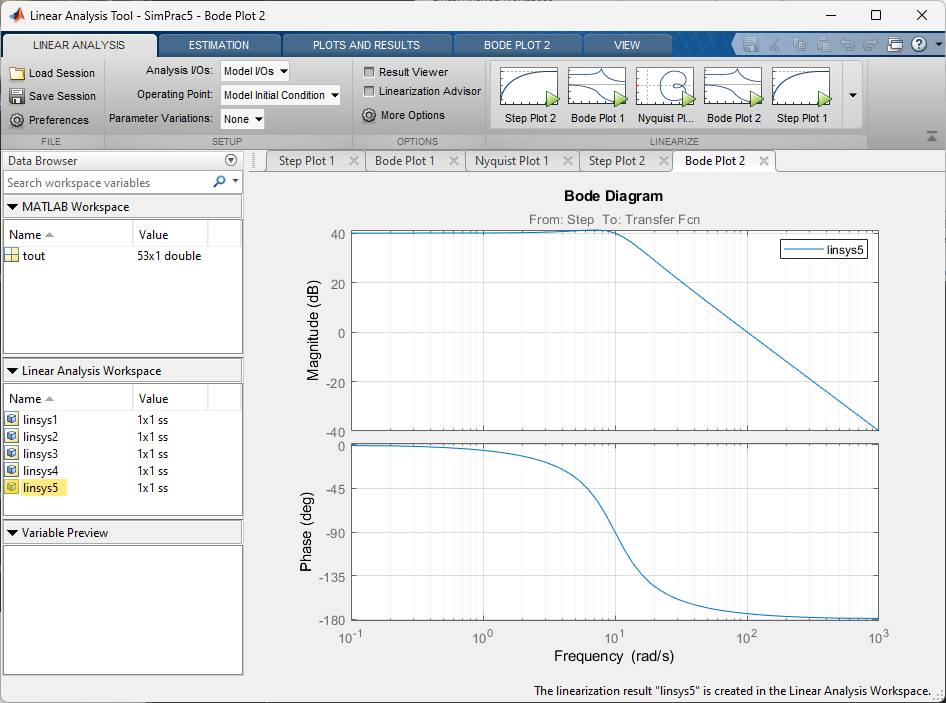 Linear Analysis Tool - SimPrac5 - Bode Plot 2
LINEAR ANALYSIS ESTIMATION PLOTS AND RESULTS BODE PLOT 2 VIEW
Load Session
Save Session
Preferences
FILE
Analysis I/Os: Model I/Os
Operating Point: Model Initial Condition
Parameter Variations: None
SETUP
Result Viewer
Linearization Advisor
More Options
OPTIONS
Step Plot 2 Bode Plot 1 Nyquist Pl... Bode Plot 2 Step Plot 1
LINEARIZE
Data Browser
Search workspace variables
MATLAB Workspace
Name Value
tout 53x1 double
Linear Analysis Workspace
Name Value
linsys1 1x1 ss
linsys2 1x1 ss
linsys3 1x1 ss
linsys4 1x1 ss
linsys5 1x1 ss
Variable Preview
Step Plot 1 Bode Plot 1 Nyquist Plot 1 Step Plot 2 Bode Plot 2
Bode Diagram
From: Step To: Transfer Fcn
linsys5
Magnitude (dB)
40
20
0
-20
-40
Phase (deg)
0
-45
-90
-135
-180
10^-1 10^0 10^1 10^2 10^3
Frequency (rad/s)
The linearization result "linsys5" is created in the Linear Analysis Workspace.